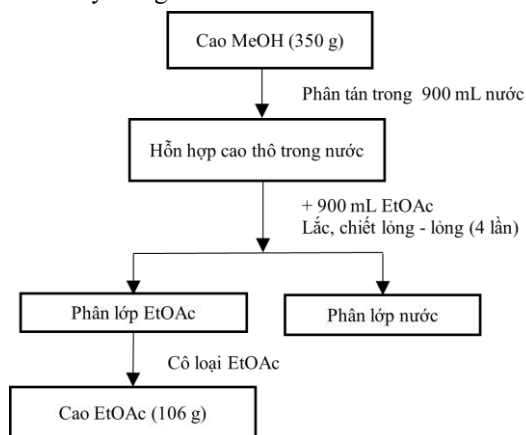 Cao MeOH (350 g)
Phân tán trong 900 mL nước
Hỗn hợp cao thô trong nước
+ 900 mL EtOAc
Lắc, chiết lỏng - lỏng (4 lần)
Phân lớp EtOAc
Phân lớp nước
Cô loại EtOAc
Cao EtOAc (106 g)